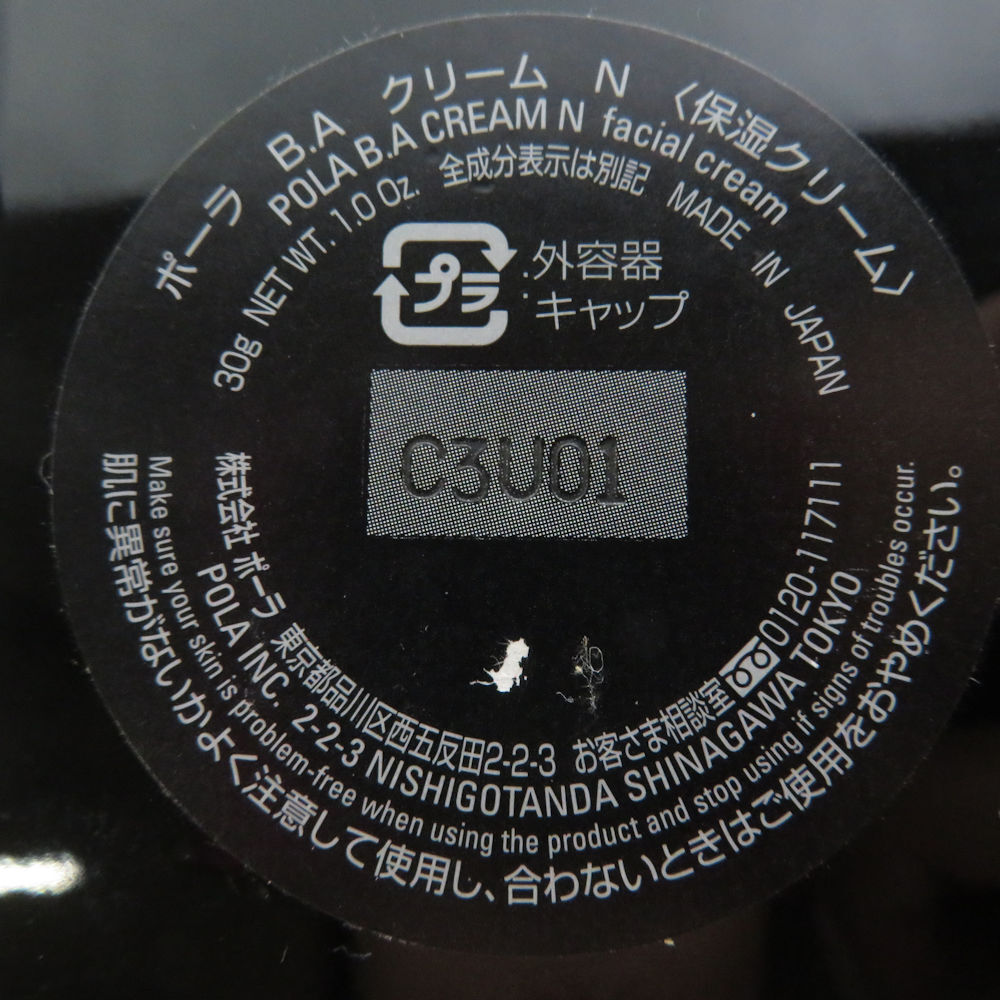 ポーラ B.A クリーム N 〈保湿クリーム〉
POLA B.A CREAM N facial cream
30g NET WT. 1.0 Oz. 全成分表示は別記 MADE IN JAPAN
プラ
:外容器
:キャップ
C3U01
株式会社 ポーラ 東京都品川区西五反田2-2-3 お客さま相談室 0120-117111
POLA INC. 2-2-3 NISHIGOTANDA SHINAGAWA TOKYO
Make sure your skin is problem-free when using the product and stop using if signs of troubles occur.
肌に異常がないかよく注意して使用し、合わないときはご使用をおやめください。